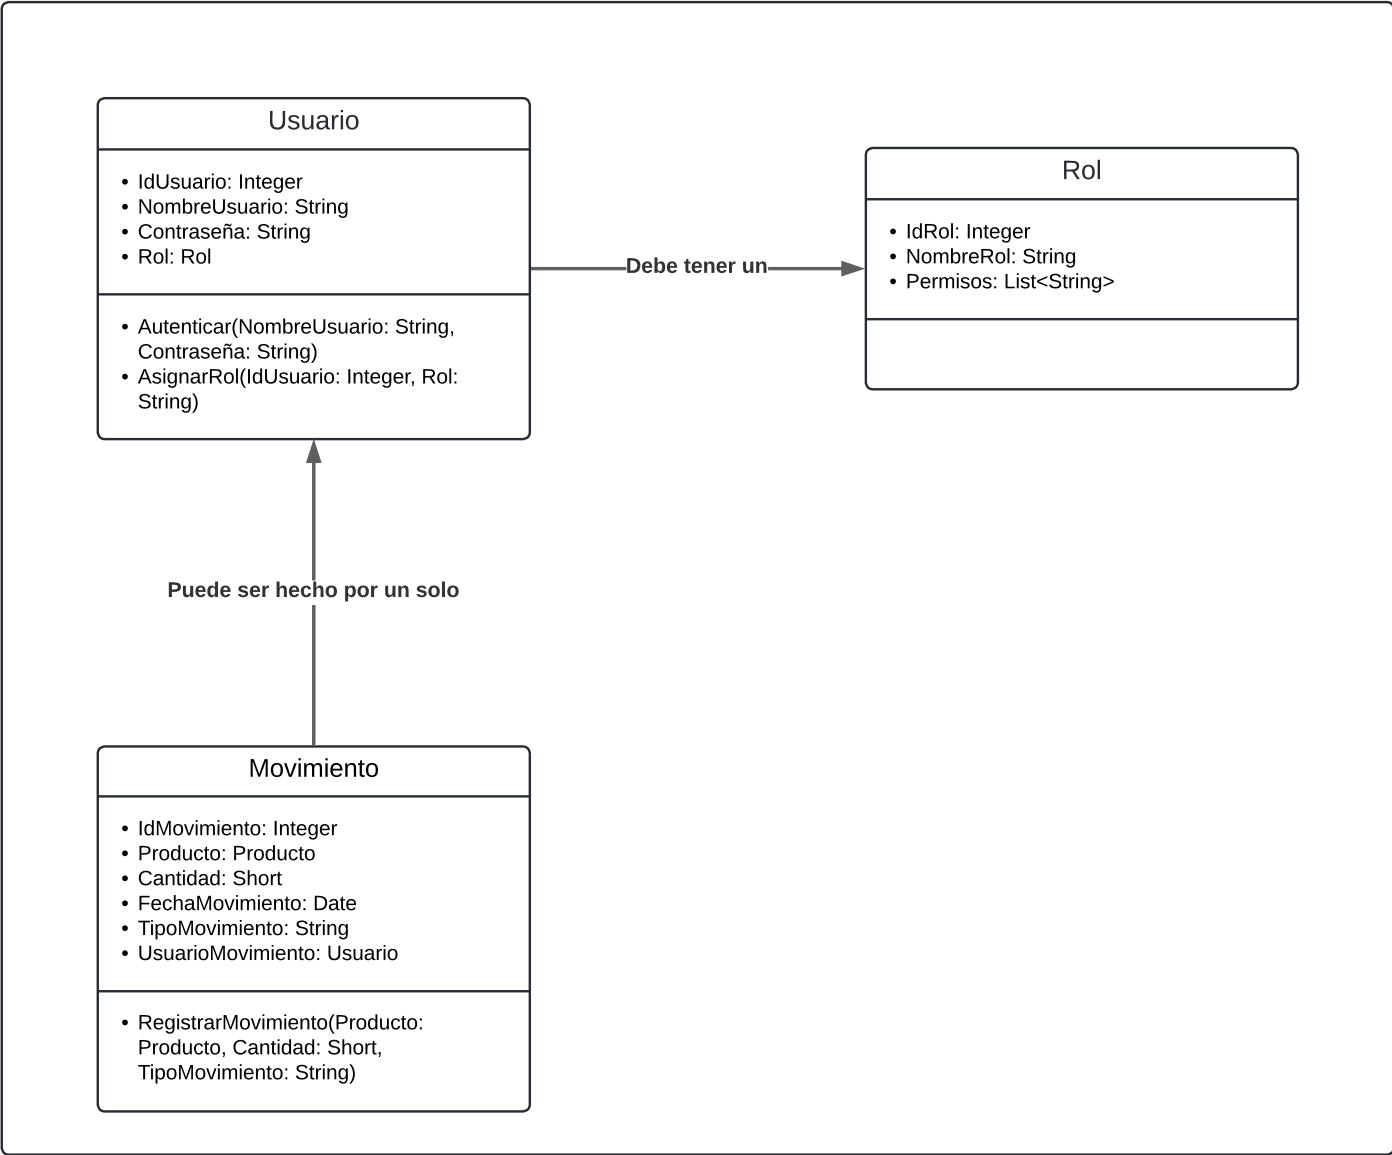 Usuario
• IdUsuario: Integer
• NombreUsuario: String
• Contraseña: String
• Rol: Rol
• Autenticar(NombreUsuario: String,
Contraseña: String)
• AsignarRol(IdUsuario: Integer, Rol:
String)
Debe tener un
Rol
• IdRol: Integer
• NombreRol: String
• Permisos: List<String>
Puede ser hecho por un solo
Movimiento
• IdMovimiento: Integer
• Producto: Producto
• Cantidad: Short
• FechaMovimiento: Date
• TipoMovimiento: String
• UsuarioMovimiento: Usuario
• RegistrarMovimiento(Producto:
Producto, Cantidad: Short,
TipoMovimiento: String)